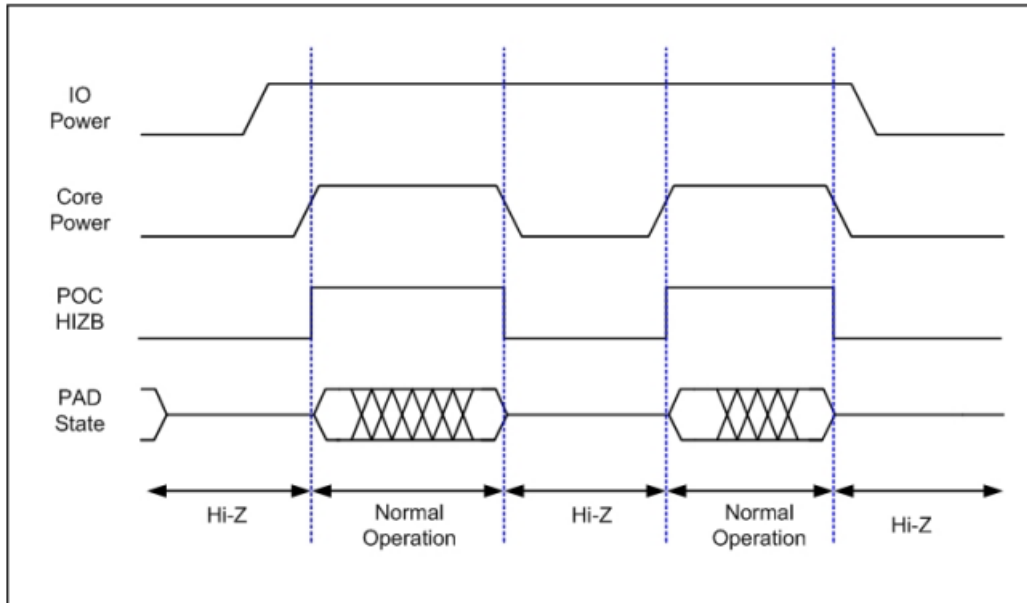 IO
Power
Core
Power
POC
HIZB
PAD
State
Hi-Z
Normal
Operation
Hi-Z
Normal
Operation
Hi-Z